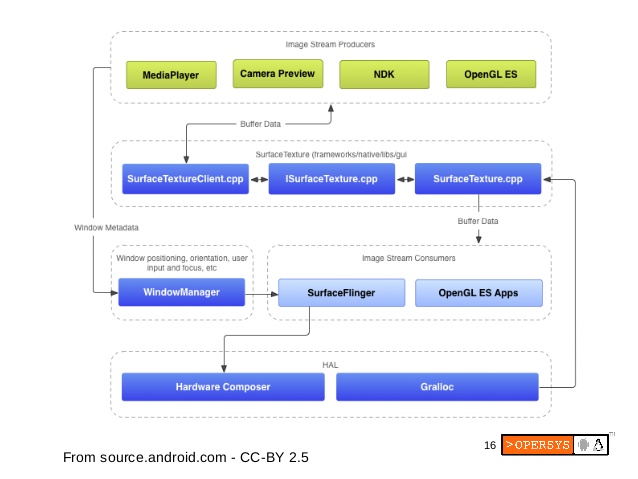 Image Stream Producers
MediaPlayer
Camera Preview
NDK
OpenGL ES
Buffer Data
SurfaceTexture (frameworks/native/libs/gui
SurfaceTextureClient.cpp
ISurfaceTexture.cpp
SurfaceTexture.cpp
Window Metadata
Buffer Data
Window positioning, orientation, user
input and focus, etc
WindowManager
Image Stream Consumers
SurfaceFlinger
OpenGL ES Apps
HAL
Hardware Composer
Gralloc
16
>OPERSYS
From source.android.com - CC-BY 2.5